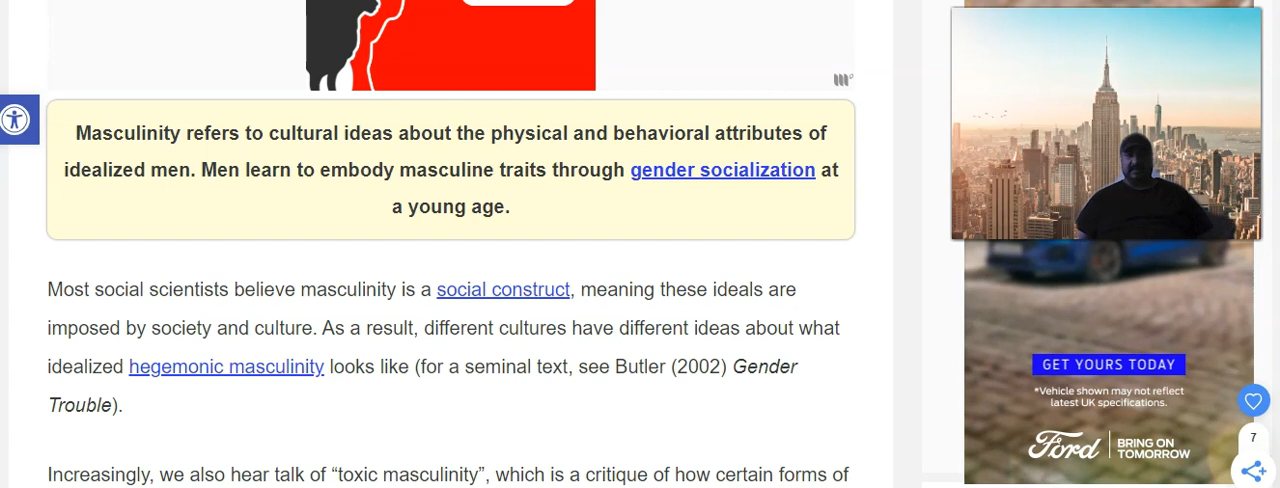 Masculinity refers to cultural ideas about the physical and behavioral attributes of
idealized men. Men learn to embody masculine traits through gender socialization at
a young age.
Most social scientists believe masculinity is a social construct, meaning these ideals are
imposed by society and culture. As a result, different cultures have different ideas about what
idealized hegemonic masculinity looks like (for a seminal text, see Butler (2002) Gender
Trouble).
Increasingly, we also hear talk of “toxic masculinity”, which is a critique of how certain forms of
GET YOURS TODAY
*Vehicle shown may not reflect
latest UK specifications.
Ford
BRING ON
TOMORROW
7